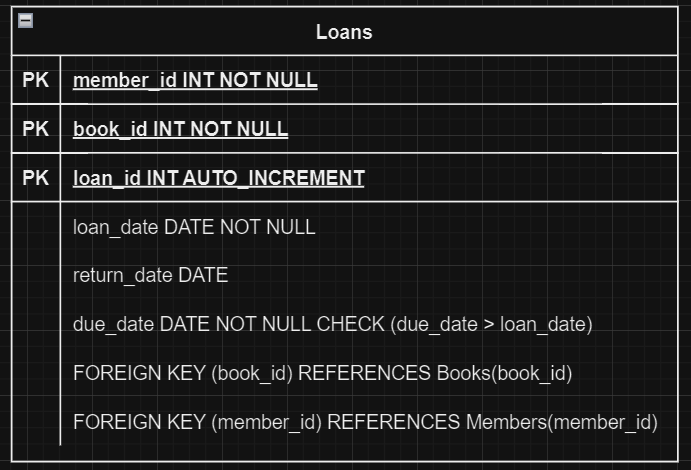 Loans
PK member_id INT NOT NULL
PK book_id INT NOT NULL
PK loan_id INT AUTO_INCREMENT
loan_date DATE NOT NULL
return_date DATE
due_date DATE NOT NULL CHECK (due_date > loan_date)
FOREIGN KEY (book_id) REFERENCES Books(book_id)
FOREIGN KEY (member_id) REFERENCES Members(member_id)